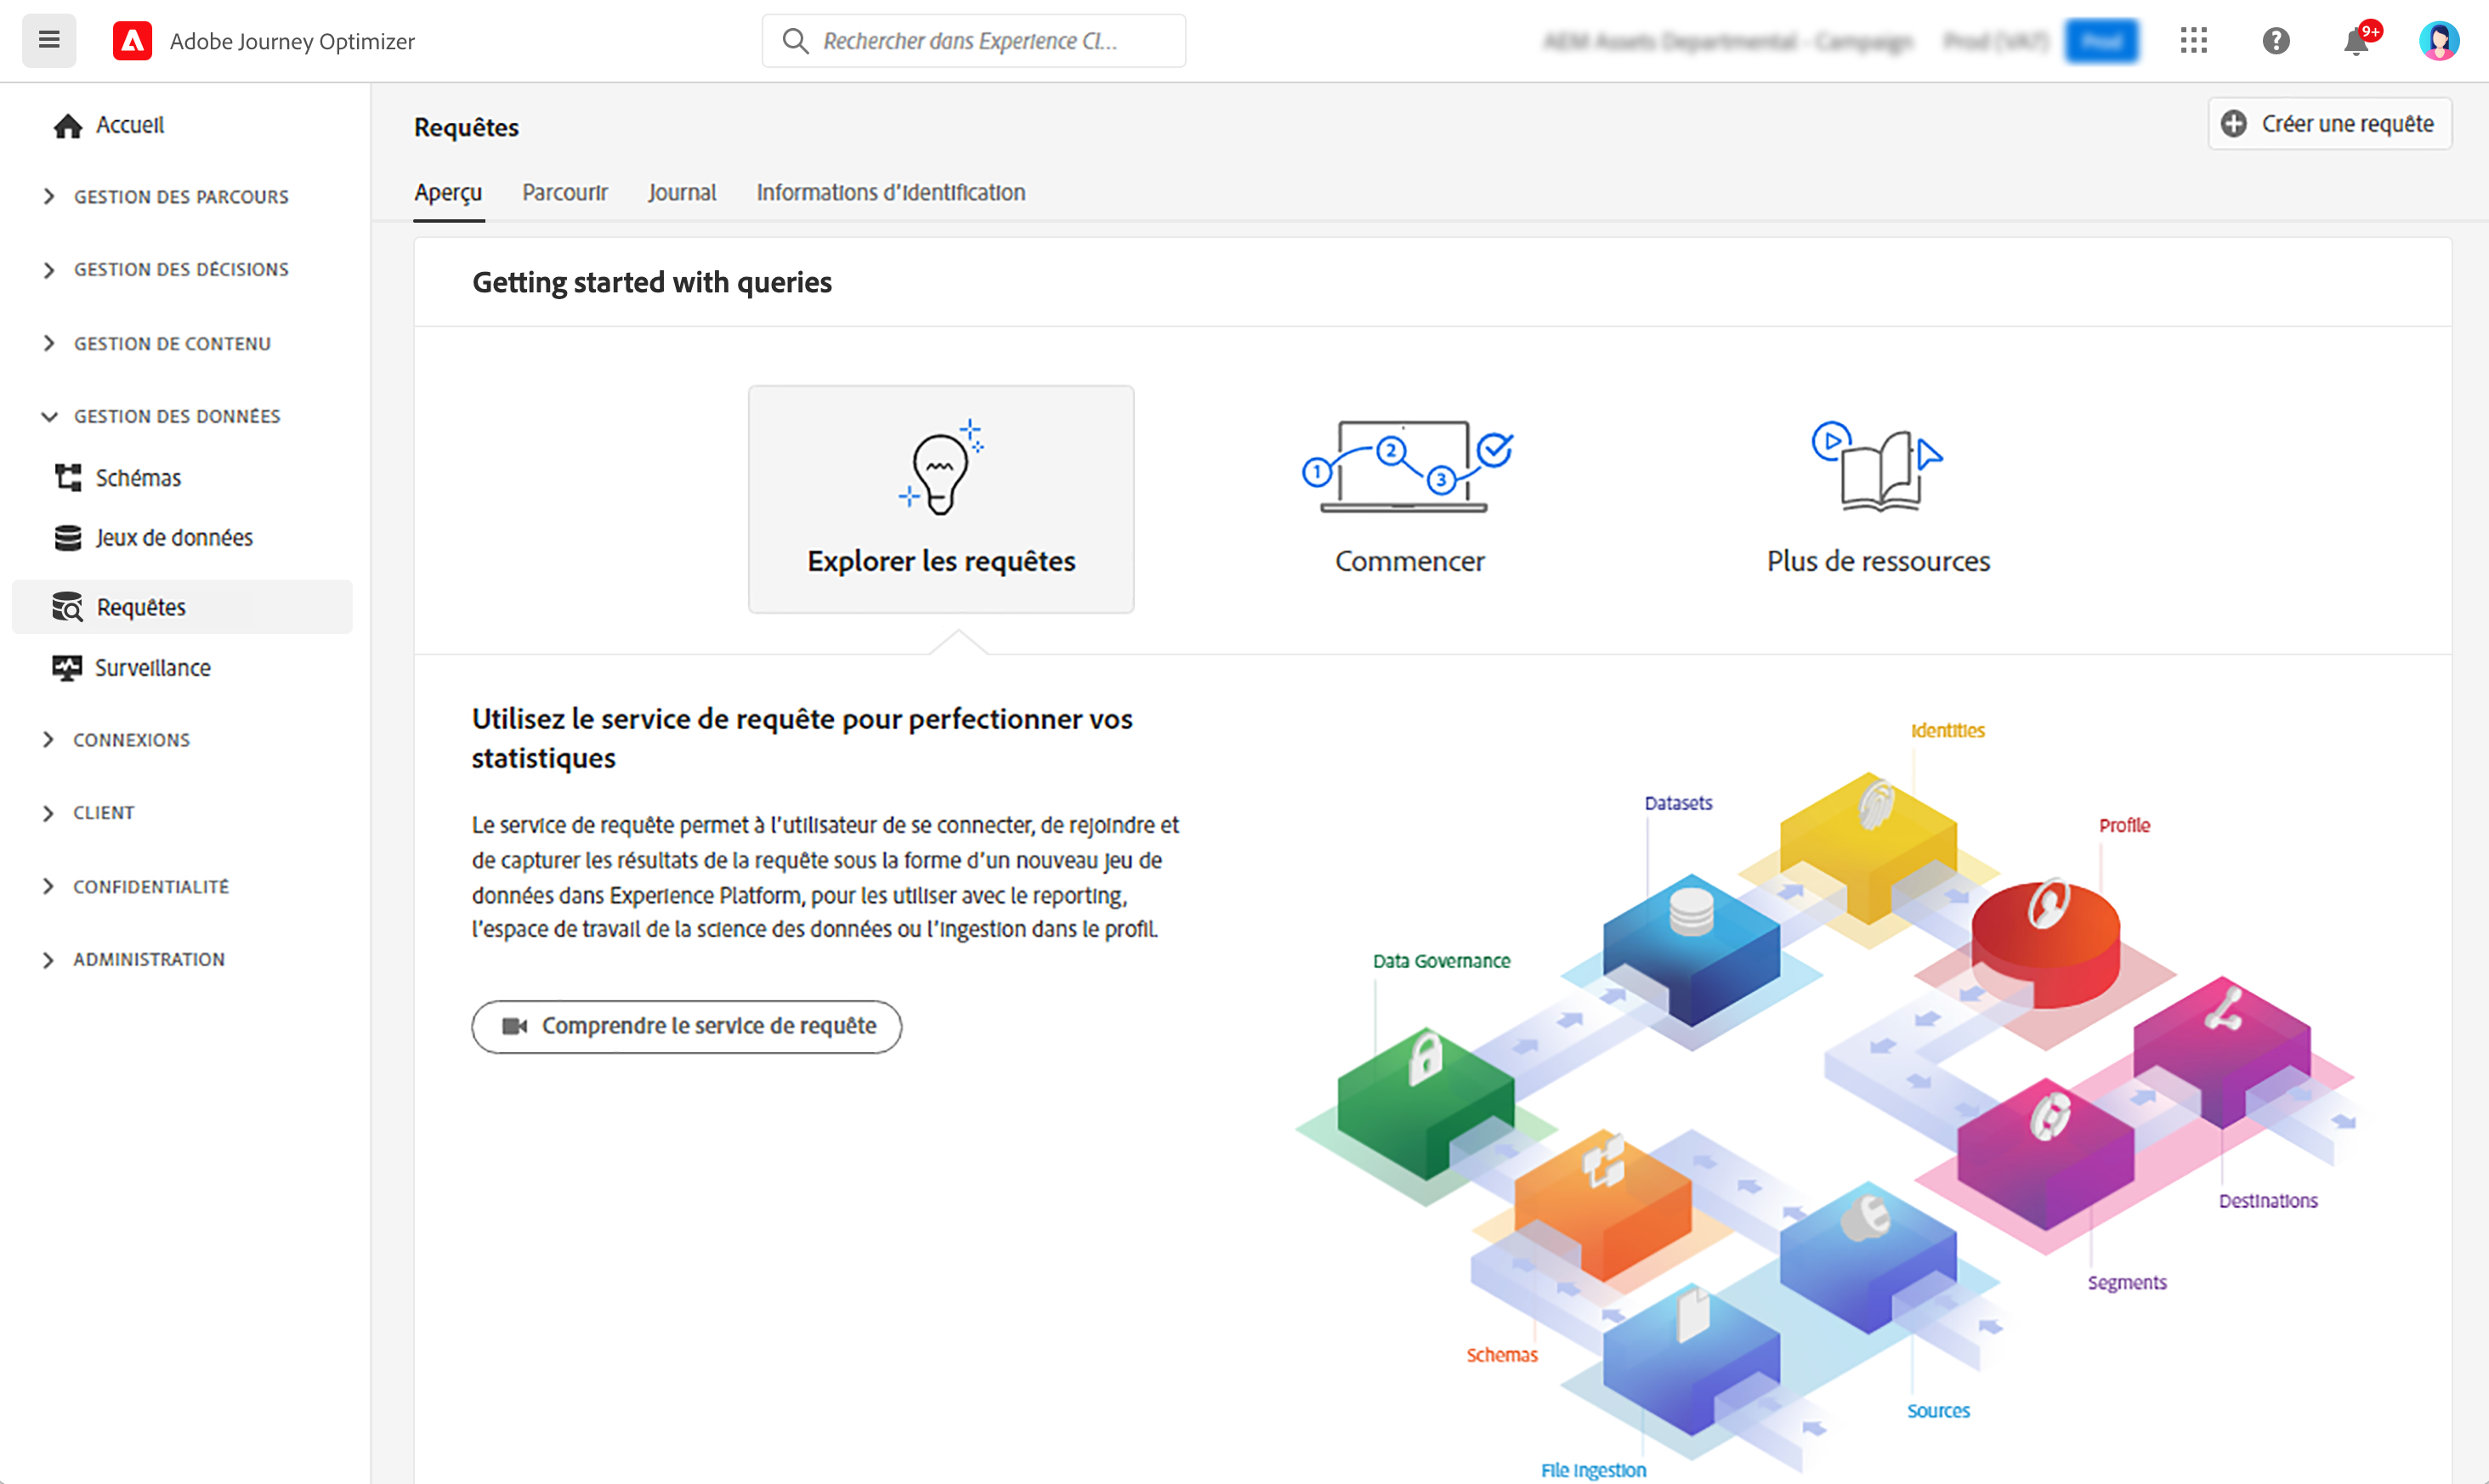 Adobe Journey Optimizer
Rechercher dans Experience Cl...
9+
Accueil
GESTION DES PARCOURS
GESTION DES DÉCISIONS
GESTION DE CONTENU
GESTION DES DONNÉES
Schémas
Jeux de données
Requêtes
Surveillance
CONNEXIONS
CLIENT
CONFIDENTIALITÉ
ADMINISTRATION
Requêtes
Créer une requête
Aperçu
Parcourir
Journal
Informations d'identification
Getting started with queries
Explorer les requêtes
1
2
3
Commencer
Plus de ressources
Utilisez le service de requête pour perfectionner vos
statistiques
Le service de requête permet à l'utilisateur de se connecter, de rejoindre et
de capturer les résultats de la requête sous la forme d'un nouveau jeu de
données dans Experience Platform, pour les utiliser avec le reporting,
l'espace de travail de la science des données ou l'ingestion dans le profil.
Comprendre le service de requête
Identities
Datasets
Profile
Data Governance
Destinations
Segments
Schemas
Sources
File Ingestion